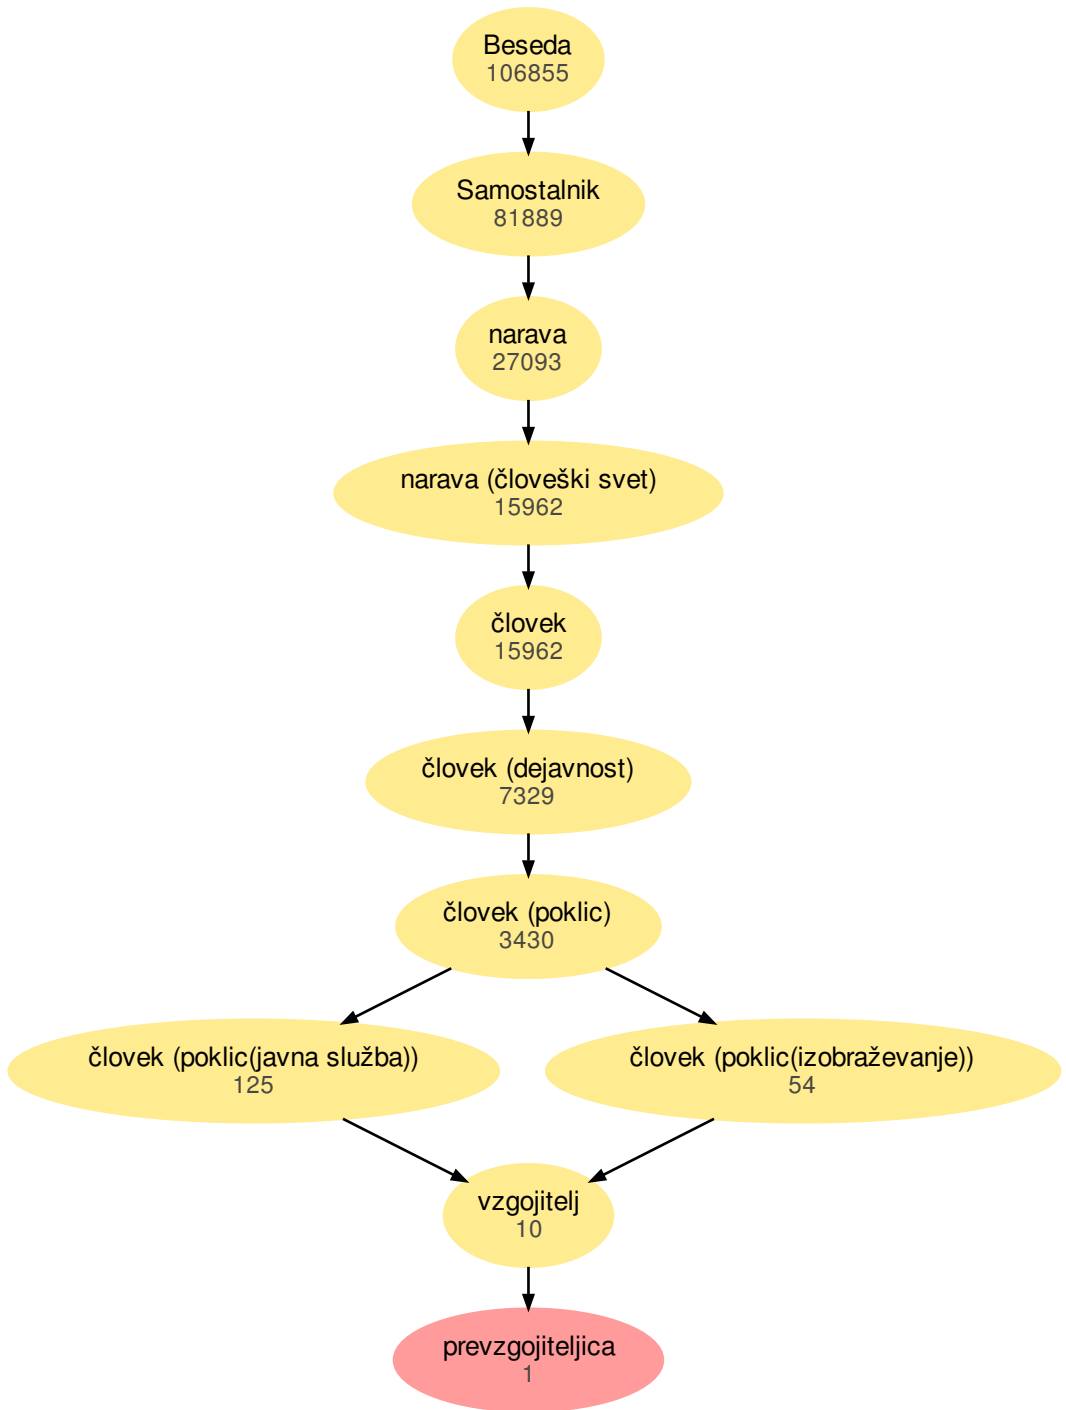 Beseda
106855
Samostalnik
81889
narava
27093
narava (človeški svet)
15962
človek
15962
človek (dejavnost)
7329
človek (poklic)
3430
človek (poklic(javna služba))
125
človek (poklic(izobraževanje))
54
vzgojitelj
10
prevzgojiteljica
1